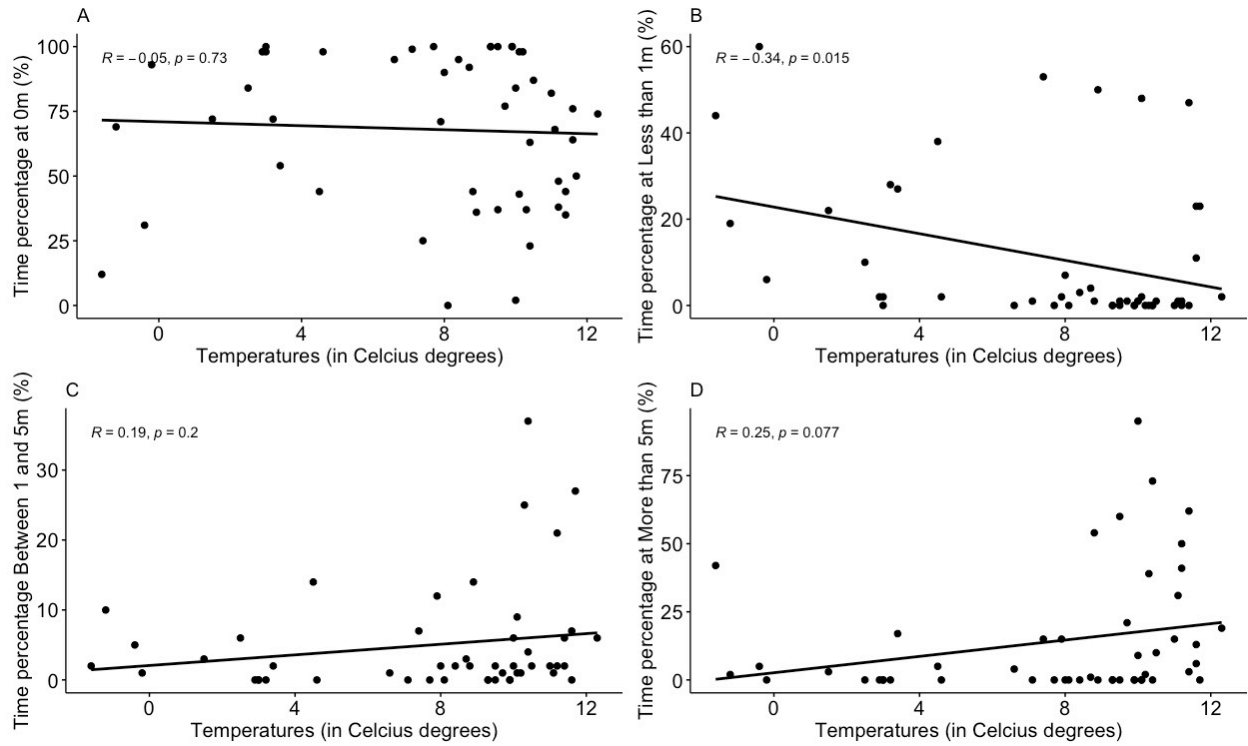 A
R = −0.05, p = 0.73
Time percentage at 0m (%)
100
75
50
25
0
0 4 8 12
Temperatures (in Celcius degrees)
B
R = −0.34, p = 0.015
Time percentage at Less than 1m (%)
60
40
20
0
0 4 8 12
Temperatures (in Celcius degrees)
C
R = 0.19, p = 0.2
Time percentage Between 1 and 5m (%)
30
20
10
0
0 4 8 12
Temperatures (in Celcius degrees)
D
R = 0.25, p = 0.077
Time percentage at More than 5m (%)
75
50
25
0
0 4 8 12
Temperatures (in Celcius degrees)